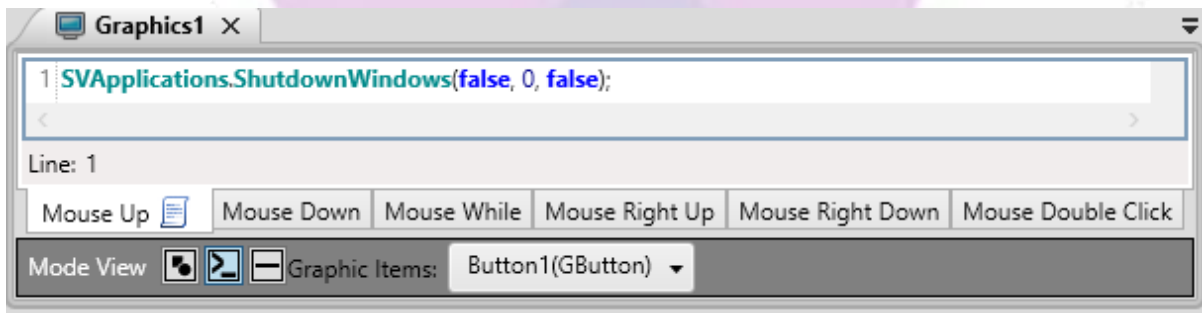 Graphics1
1 SVApplications.ShutdownWindows(false, 0, false);
Line: 1
Mouse Up Mouse Down Mouse While Mouse Right Up Mouse Right Down Mouse Double Click
Mode View Graphic Items: Button1(GButton)